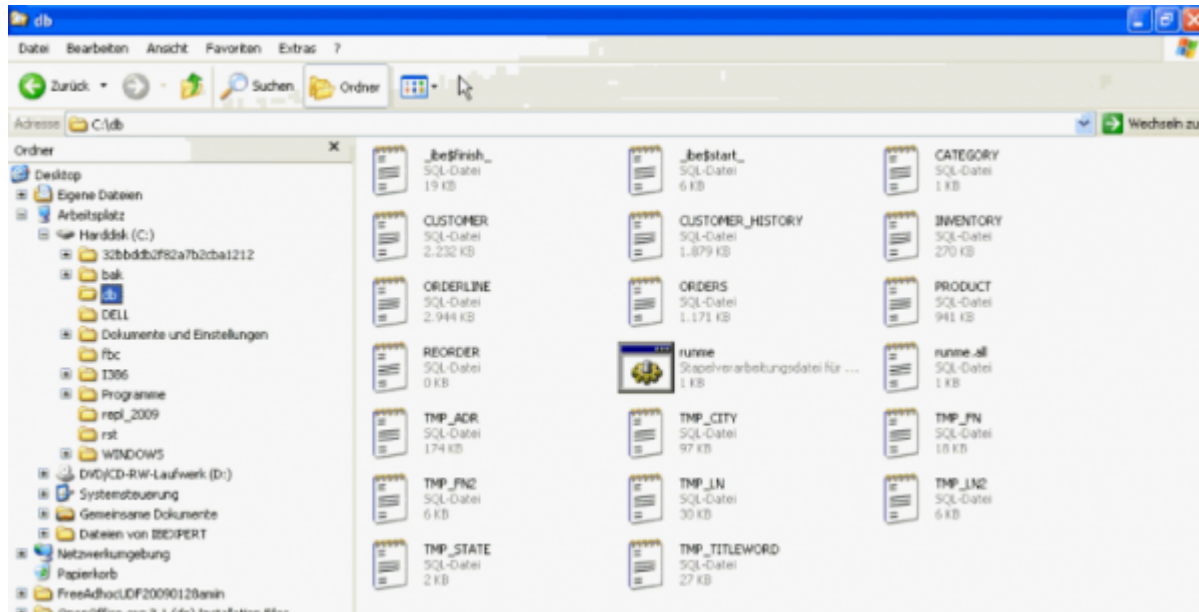 db
Datei Bearbeiten Ansicht Favoriten Extras ?
Zurück Suchen Ordner
Adresse C:\db Wechseln zu
Ordner
Desktop
Eigene Dateien
Arbeitsplatz
Harddisk (C:)
32bbddb2f82a7b2cba1212
bak
db
DELL
Dokumente und Einstellungen
fbc
I386
Programme
repl_2009
rst
WINDOWS
DVD/CD-RW-Laufwerk (D:)
Systemsteuerung
Gemeinsame Dokumente
Dateien von IBEXPERT
Netzwerkumgebung
Papierkorb
FreeAdhocUDF20090128amin
_ibe$finish_
SQL-Datei
19 KB
_ibe$start_
SQL-Datei
6 KB
CATEGORY
SQL-Datei
1 KB
CUSTOMER
SQL-Datei
2.232 KB
CUSTOMER_HISTORY
SQL-Datei
1.879 KB
INVENTORY
SQL-Datei
270 KB
ORDERLINE
SQL-Datei
2.944 KB
ORDERS
SQL-Datei
1.171 KB
PRODUCT
SQL-Datei
941 KB
REORDER
SQL-Datei
0 KB
runme
Stapelverarbeitungsdatei für ...
1 KB
runme.all
SQL-Datei
1 KB
TMP_ADR
SQL-Datei
174 KB
TMP_CITY
SQL-Datei
97 KB
TMP_FN
SQL-Datei
18 KB
TMP_FN2
SQL-Datei
6 KB
TMP_LN
SQL-Datei
30 KB
TMP_LN2
SQL-Datei
6 KB
TMP_STATE
SQL-Datei
2 KB
TMP_TITLEWORD
SQL-Datei
27 KB